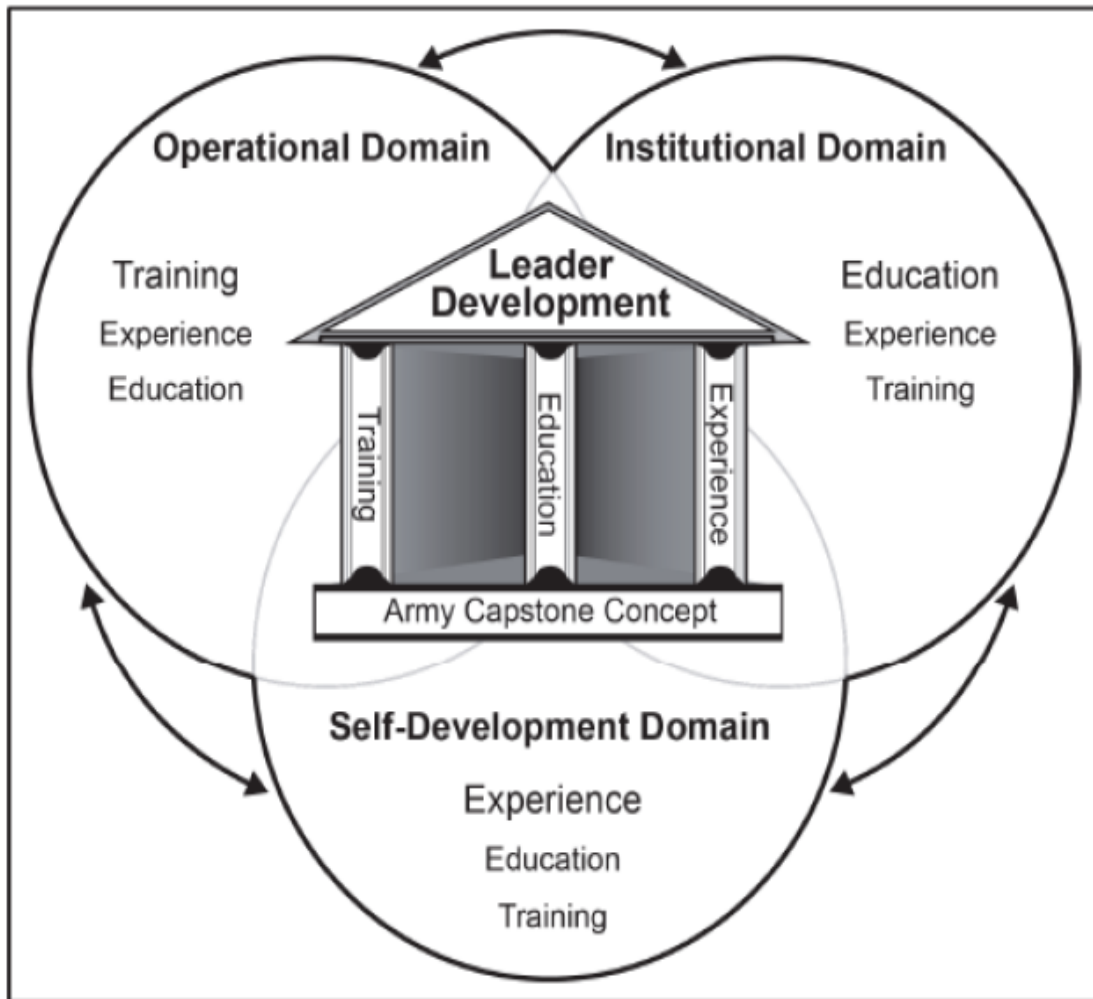 Operational Domain
Institutional Domain
Training
Experience
Education
Education
Experience
Training
Leader
Development
Training
Education
Experience
Army Capstone Concept
Self-Development Domain
Experience
Education
Training